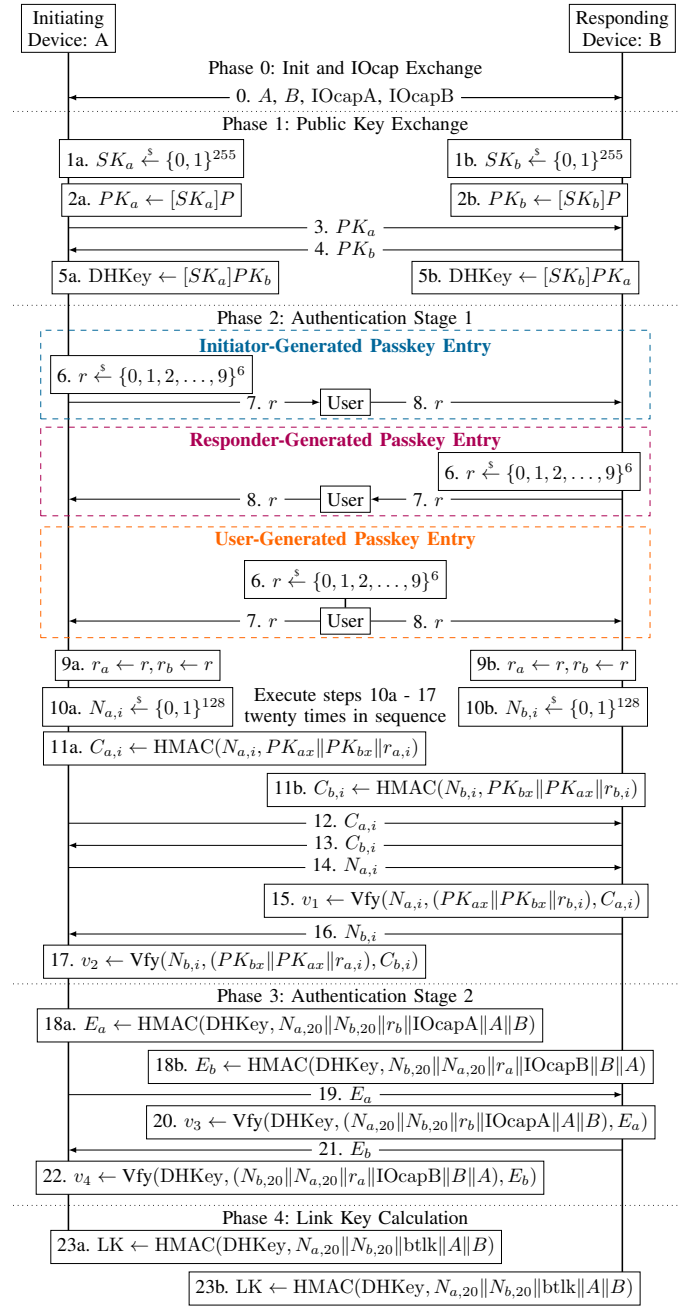 Initiating
Device: A
Responding
Device: B
Phase 0: Init and IOcap Exchange
0. A, B, IOcapA, IOcapB
Phase 1: Public Key Exchange
1a. SK_a ←$ {0, 1}^255
1b. SK_b ←$ {0, 1}^255
2a. PK_a ← [SK_a]P
2b. PK_b ← [SK_b]P
3. PK_a
4. PK_b
5a. DHKey ← [SK_a]PK_b
5b. DHKey ← [SK_b]PK_a
Phase 2: Authentication Stage 1
Initiator-Generated Passkey Entry
6. r ←$ {0, 1, 2, . . . , 9}^6
7. r
User
8. r
Responder-Generated Passkey Entry
6. r ←$ {0, 1, 2, . . . , 9}^6
8. r
User
7. r
User-Generated Passkey Entry
6. r ←$ {0, 1, 2, . . . , 9}^6
7. r
User
8. r
9a. r_a ← r, r_b ← r
9b. r_a ← r, r_b ← r
10a. N_{a,i} ←$ {0, 1}^128
Execute steps 10a - 17
twenty times in sequence
10b. N_{b,i} ←$ {0, 1}^128
11a. C_{a,i} ← HMAC(N_{a,i}, PK_{ax}‖PK_{bx}‖r_{a,i})
11b. C_{b,i} ← HMAC(N_{b,i}, PK_{bx}‖PK_{ax}‖r_{b,i})
12. C_{a,i}
13. C_{b,i}
14. N_{a,i}
15. v_1 ← Vfy(N_{a,i}, (PK_{ax}‖PK_{bx}‖r_{b,i}), C_{a,i})
16. N_{b,i}
17. v_2 ← Vfy(N_{b,i}, (PK_{bx}‖PK_{ax}‖r_{a,i}), C_{b,i})
Phase 3: Authentication Stage 2
18a. E_a ← HMAC(DHKey, N_{a,20}‖N_{b,20}‖r_b‖IOcapA‖A‖B)
18b. E_b ← HMAC(DHKey, N_{b,20}‖N_{a,20}‖r_a‖IOcapB‖B‖A)
19. E_a
20. v_3 ← Vfy(DHKey, (N_{a,20}‖N_{b,20}‖r_b‖IOcapA‖A‖B), E_a)
21. E_b
22. v_4 ← Vfy(DHKey, (N_{b,20}‖N_{a,20}‖r_a‖IOcapB‖B‖A), E_b)
Phase 4: Link Key Calculation
23a. LK ← HMAC(DHKey, N_{a,20}‖N_{b,20}‖btlk‖A‖B)
23b. LK ← HMAC(DHKey, N_{a,20}‖N_{b,20}‖btlk‖A‖B)